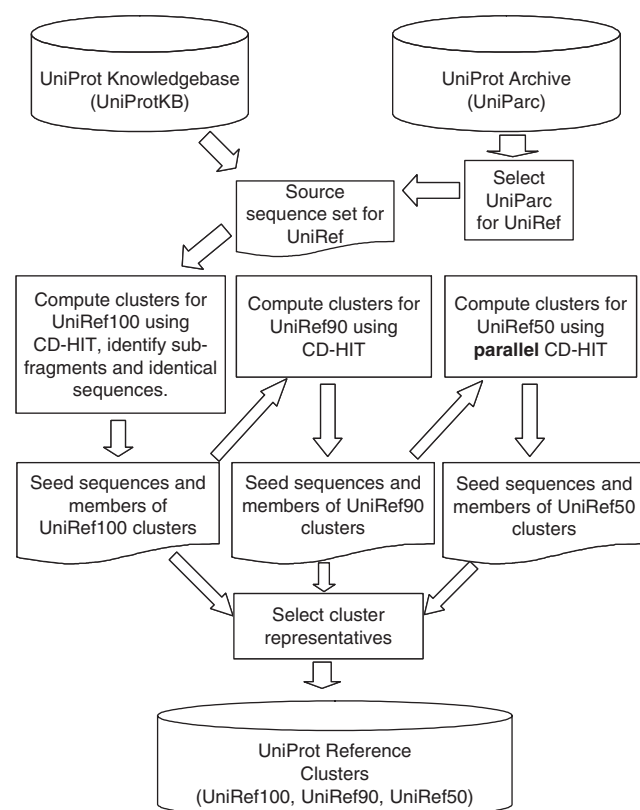 UniProt Knowledgebase
(UniProtKB)
UniProt Archive
(UniParc)
Select
UniParc
for UniRef
Source
sequence set for
UniRef
Compute clusters for
UniRef100 using
CD-HIT, identify sub-
fragments and identical
sequences.
Compute clusters for
UniRef90 using
CD-HIT
Compute clusters for
UniRef50 using
parallel CD-HIT
Seed sequences and
members of
UniRef100 clusters
Seed sequences and
members of UniRef90
clusters
Seed sequences and
members of UniRef50
clusters
Select cluster
representatives
UniProt Reference
Clusters
(UniRef100, UniRef90, UniRef50)